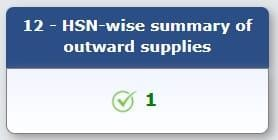 12 - HSN-wise summary of
outward supplies
1